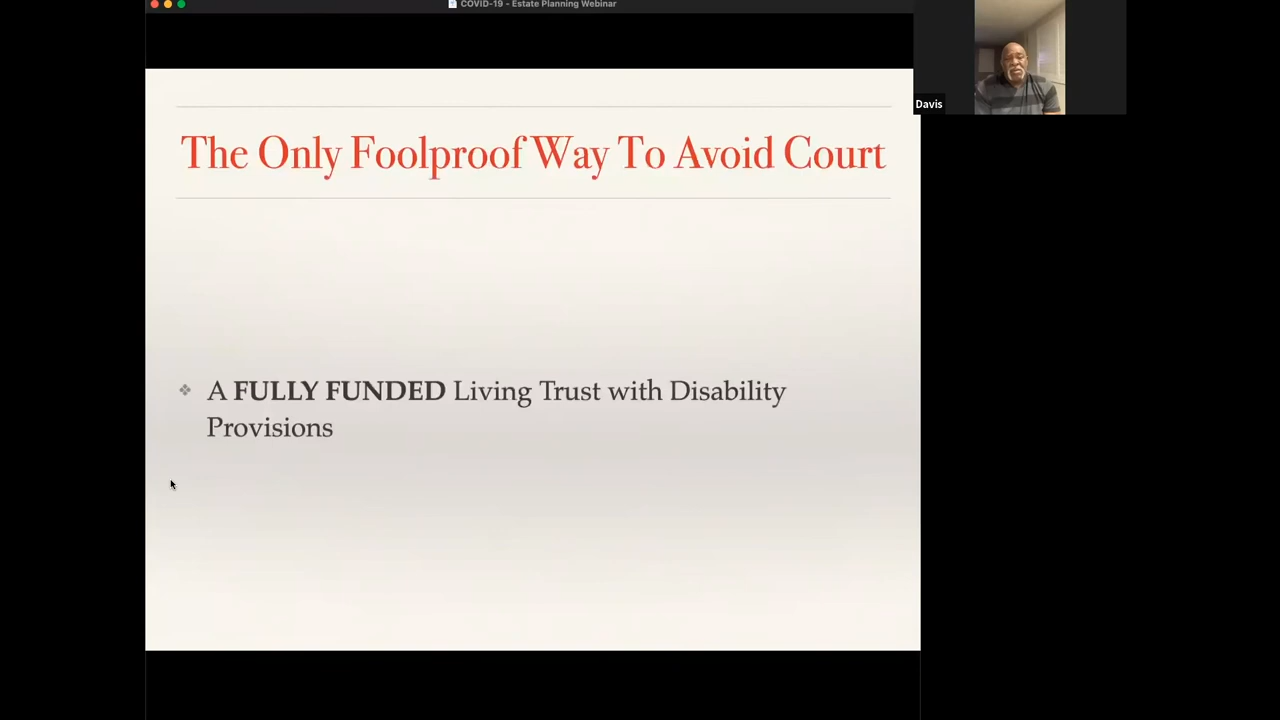 COVID-19 - Estate Planning Webinar
Davis
The Only Foolproof Way To Avoid Court
❖ A FULLY FUNDED Living Trust with Disability
Provisions